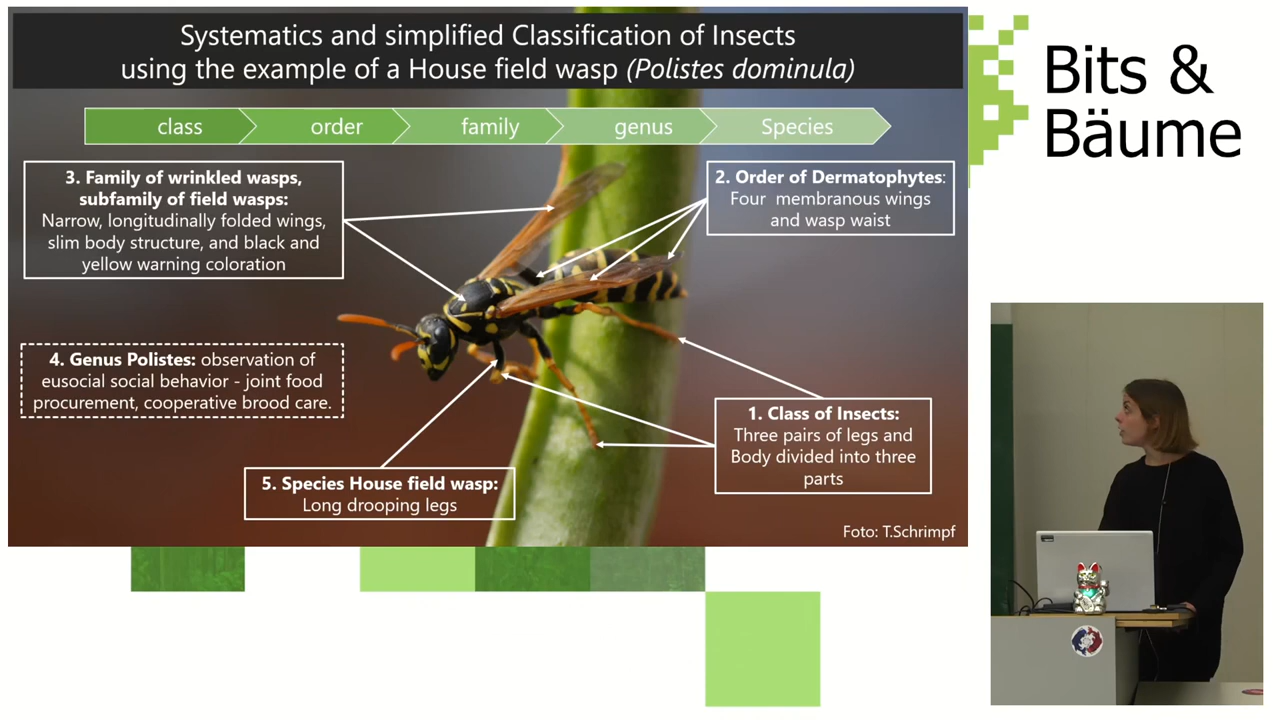 Systematics and simplified Classification of Insects
using the example of a House field wasp (Polistes dominula)
class
order
family
genus
Species
3. Family of wrinkled wasps,
subfamily of field wasps:
Narrow, longitudinally folded wings,
slim body structure, and black and
yellow warning coloration
2. Order of Dermatophytes:
Four membranous wings
and wasp waist
4. Genus Polistes: observation of
eusocial social behavior - joint food
procurement, cooperative brood care.
1. Class of Insects:
Three pairs of legs and
Body divided into three
parts
5. Species House field wasp:
Long drooping legs
Foto: T.Schrimpf
Bits &
Bäume